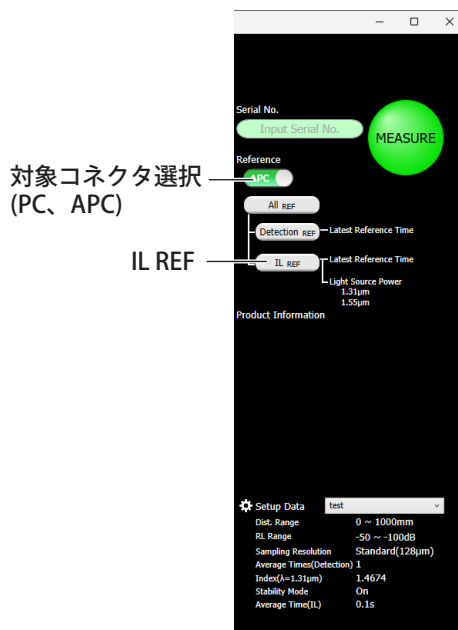 Serial No.
Input Serial No.
MEASURE
Reference
対象コネクタ選択
(PC、APC)
APC
All REF
Detection REF
Latest Reference Time
IL REF
IL REF
Latest Reference Time
Light Source Power
1.31μm
1.55μm
Product Information
Setup Data test
Dist. Range 0 ~ 1000mm
RL Range -50 ~ -100dB
Sampling Resolution Standard(128μm)
Average Times(Detection) 1
Index(λ=1.31μm) 1.4674
Stability Mode On
Average Time(IL) 0.1s